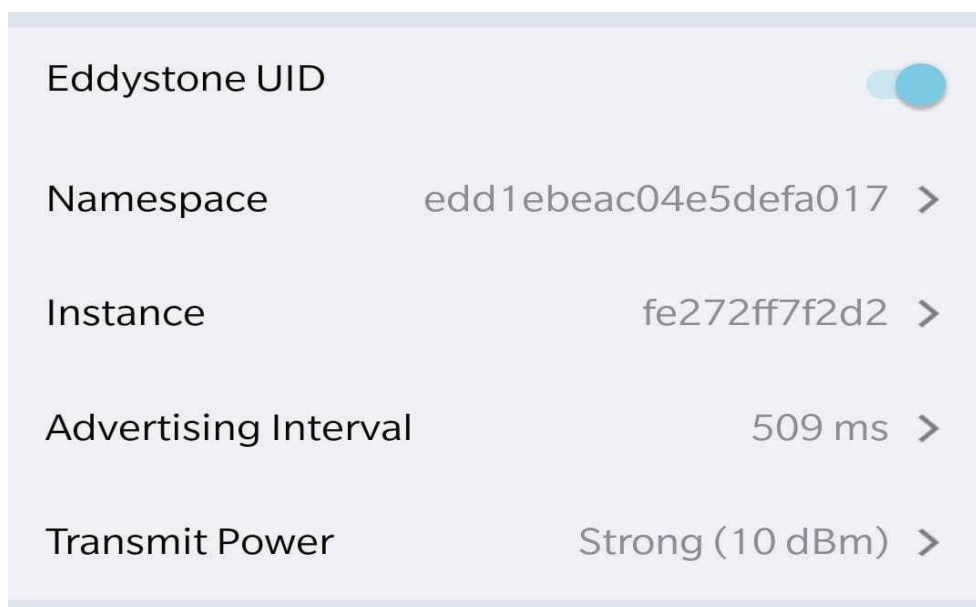 Eddystone UID
Namespace edd1ebeac04e5defa017 >
Instance fe272ff7f2d2 >
Advertising Interval 509 ms >
Transmit Power Strong (10 dBm) >